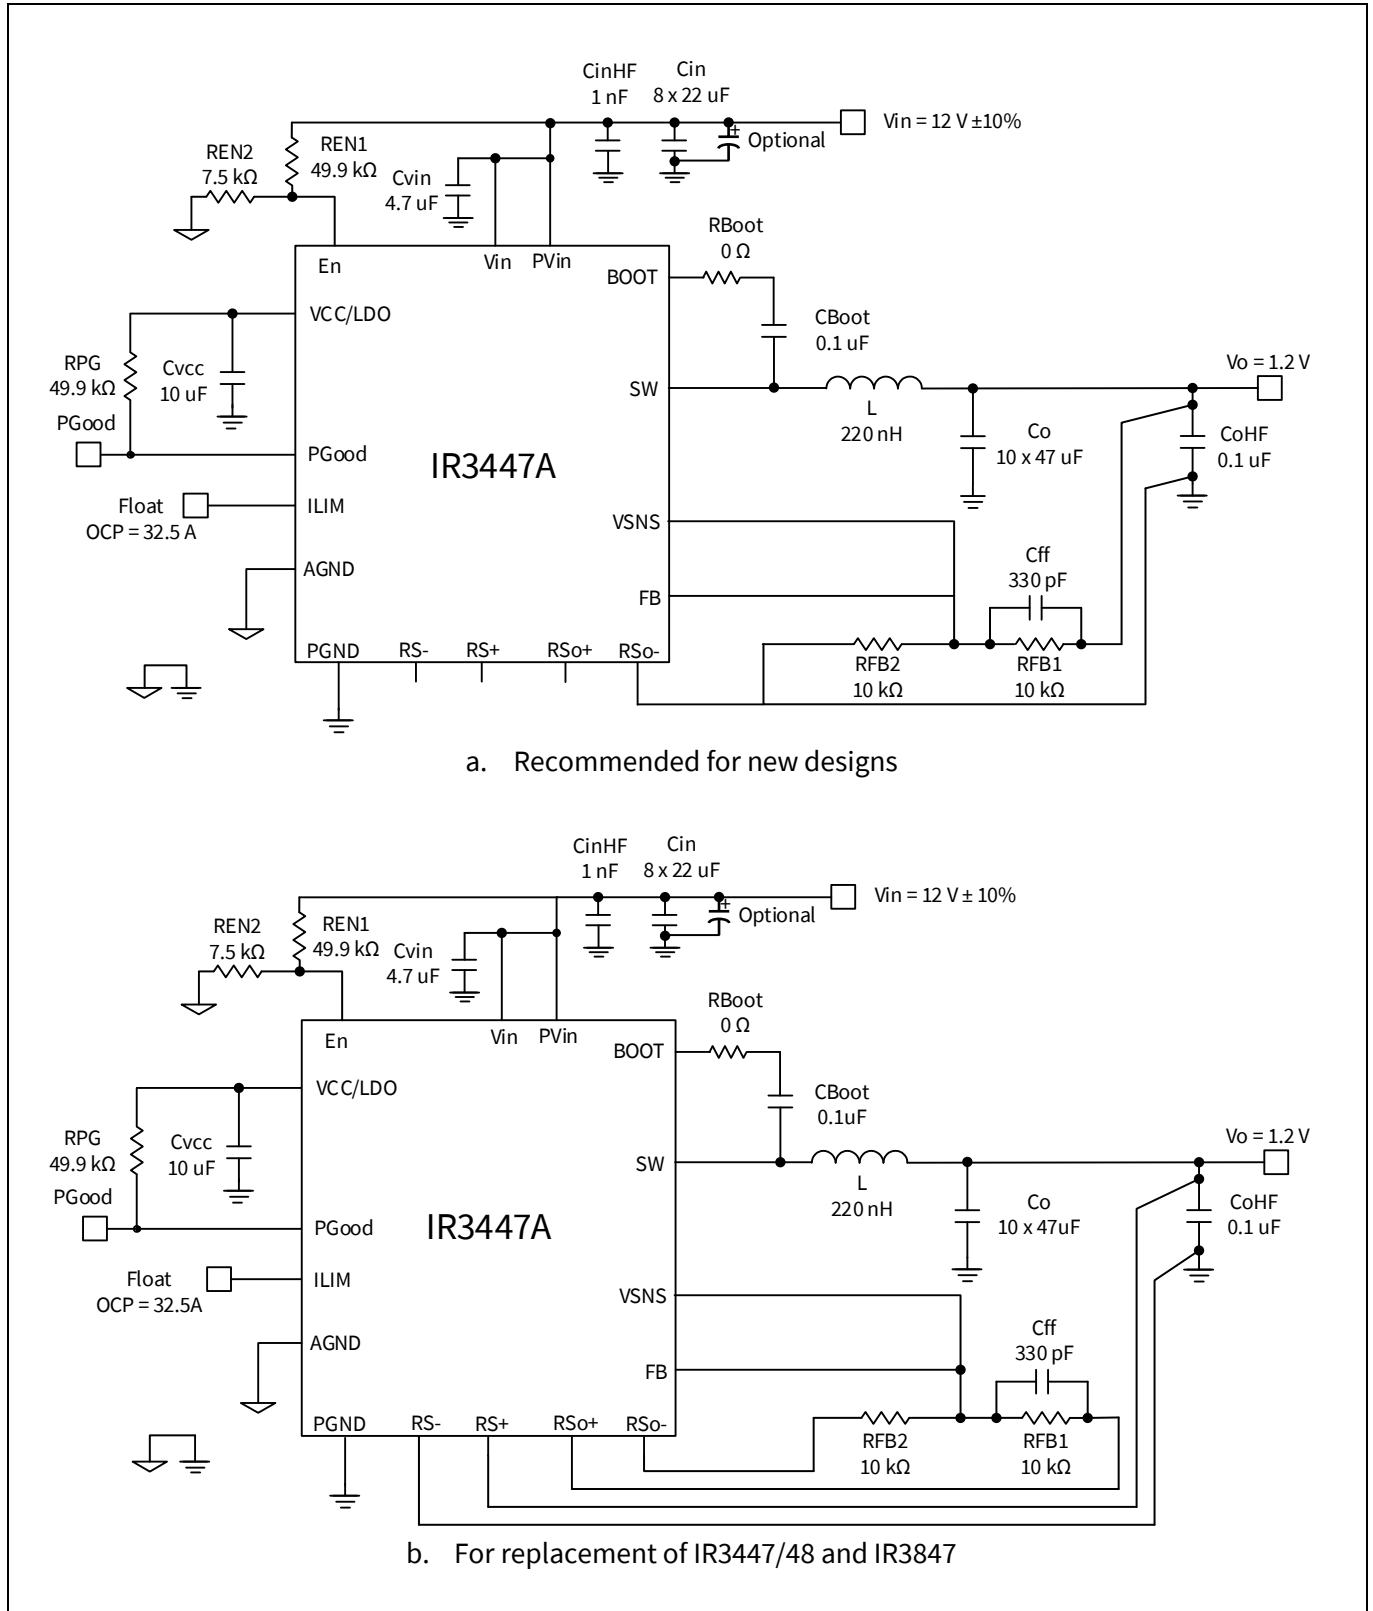 CinHF
1 nF
Cin
8 x 22 uF
Vin = 12 V ±10%
+
Optional
REN2
7.5 kΩ
REN1
49.9 kΩ
Cvin
4.7 uF
RBoot
0 Ω
En
Vin
PVin
BOOT
VCC/LDO
CBoot
0.1 uF
RPG
49.9 kΩ
Cvcc
10 uF
SW
L
220 nH
Vo = 1.2 V
PGood
PGood
IR3447A
Co
10 x 47 uF
CoHF
0.1 uF
Float
OCP = 32.5 A
ILIM
VSNS
AGND
FB
Cff
330 pF
PGND
RS-
RS+
RSo+
RSo-
RFB2
10 kΩ
RFB1
10 kΩ
a. Recommended for new designs
CinHF
1 nF
Cin
8 x 22 uF
Vin = 12 V ± 10%
+
Optional
REN2
7.5 kΩ
REN1
49.9 kΩ
Cvin
4.7 uF
RBoot
0 Ω
En
Vin
PVin
BOOT
VCC/LDO
CBoot
0.1uF
RPG
49.9 kΩ
Cvcc
10 uF
SW
L
220 nH
Vo = 1.2 V
PGood
PGood
IR3447A
Co
10 x 47uF
CoHF
0.1 uF
Float
OCP = 32.5A
ILIM
VSNS
AGND
FB
Cff
330 pF
PGND
RS-
RS+
RSo+
RSo-
RFB2
10 kΩ
RFB1
10 kΩ
b. For replacement of IR3447/48 and IR3847